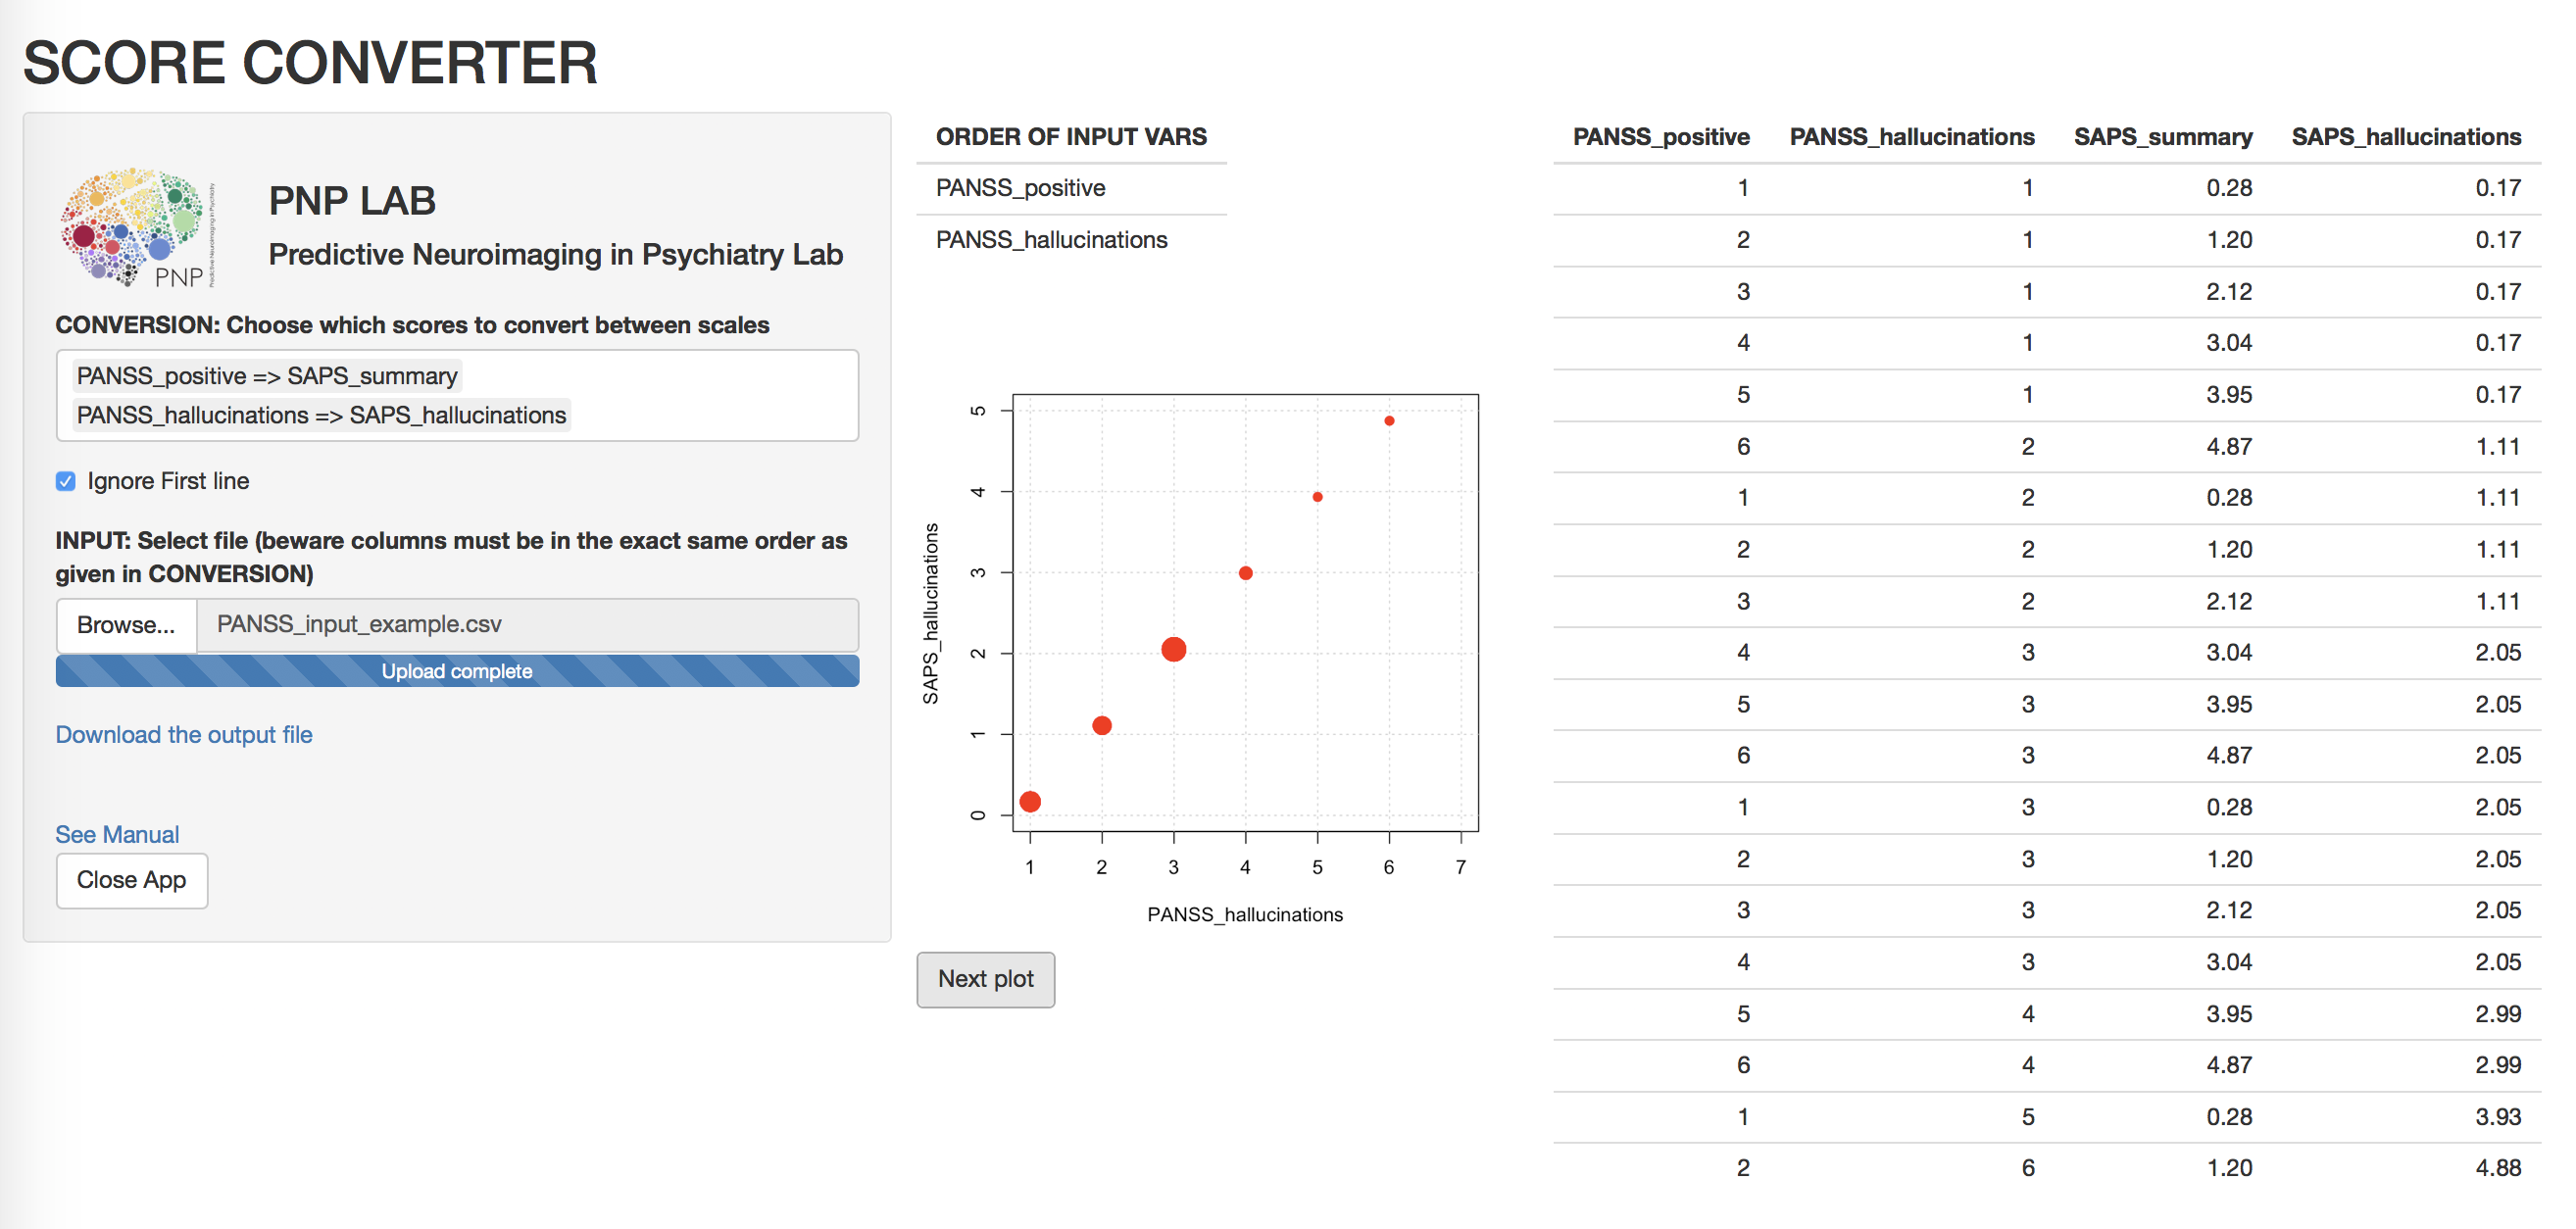 SCORE CONVERTER
PNP
Predictive Neuroimaging in Psychiatry
PNP LAB
Predictive Neuroimaging in Psychiatry Lab
CONVERSION: Choose which scores to convert between scales
PANSS_positive => SAPS_summary
PANSS_hallucinations => SAPS_hallucinations
Ignore First line
INPUT: Select file (beware columns must be in the exact same order as
given in CONVERSION)
Browse... PANSS_input_example.csv
Upload complete
Download the output file
See Manual
Close App
ORDER OF INPUT VARS
PANSS_positive
PANSS_hallucinations
SAPS_hallucinations
5
4
3
2
1
0
1 2 3 4 5 6 7
PANSS_hallucinations
Next plot
PANSS_positive PANSS_hallucinations SAPS_summary SAPS_hallucinations
1 1 0.28 0.17
2 1 1.20 0.17
3 1 2.12 0.17
4 1 3.04 0.17
5 1 3.95 0.17
6 2 4.87 1.11
1 2 0.28 1.11
2 2 1.20 1.11
3 2 2.12 1.11
4 3 3.04 2.05
5 3 3.95 2.05
6 3 4.87 2.05
1 3 0.28 2.05
2 3 1.20 2.05
3 3 2.12 2.05
4 3 3.04 2.05
5 4 3.95 2.99
6 4 4.87 2.99
1 5 0.28 3.93
2 6 1.20 4.88